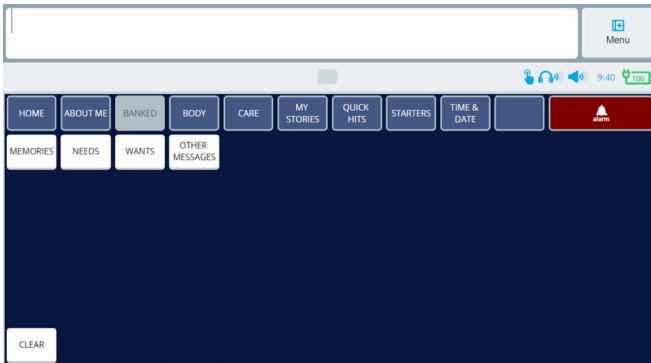 Menu
9:40
100
HOME
ABOUT ME
BANKED
BODY
CARE
MY
STORIES
QUICK
HITS
STARTERS
TIME &
DATE
alarm
MEMORIES
NEEDS
WANTS
OTHER
MESSAGES
CLEAR